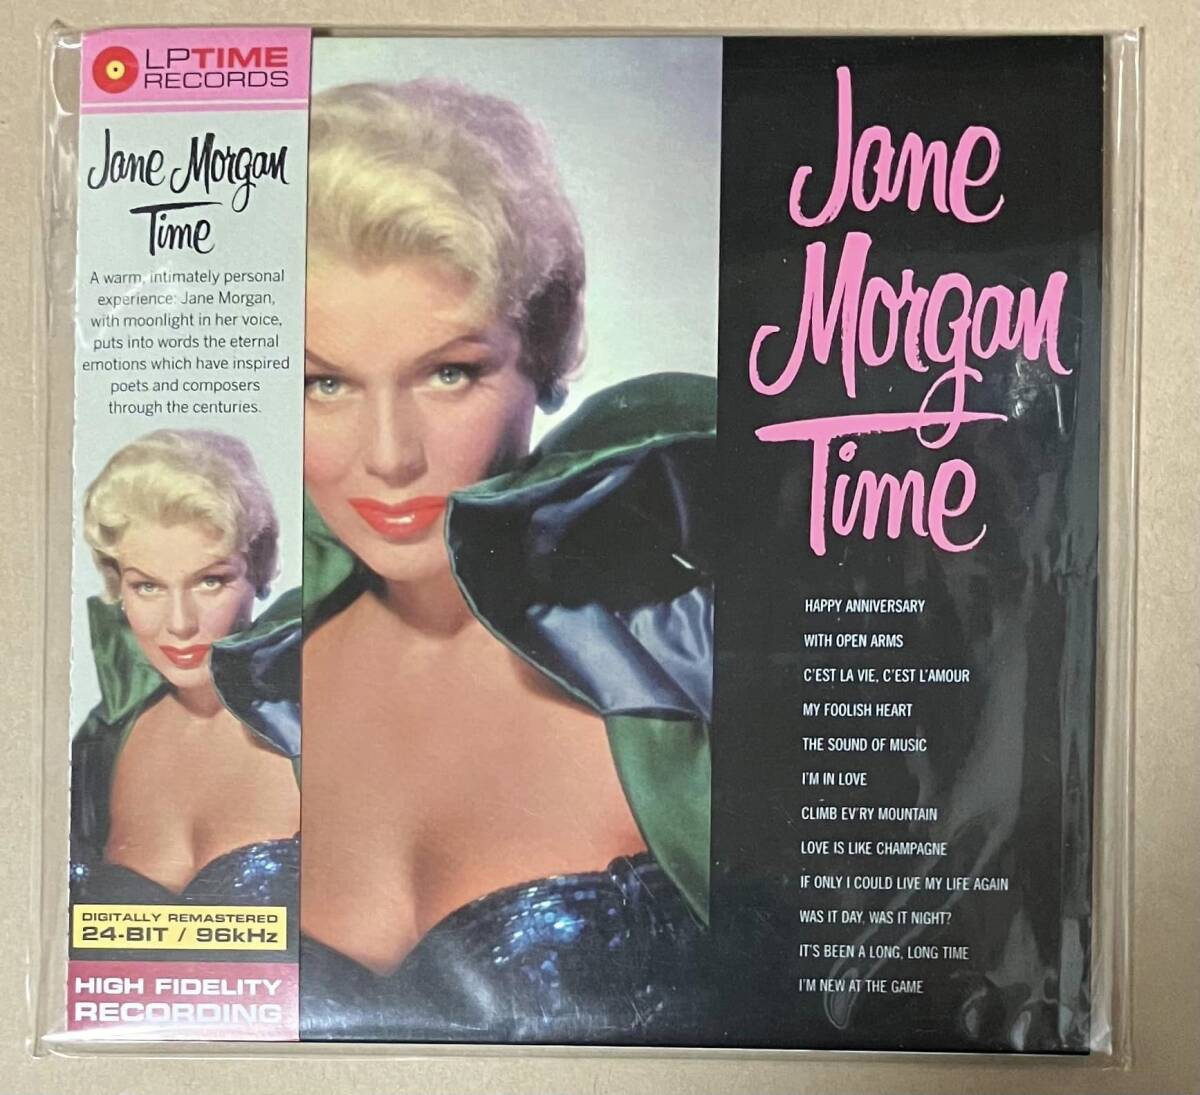 LPTIME
RECORDS
Jane Morgan
Time
A warm, intimately personal
experience: Jane Morgan,
with moonlight in her voice,
puts into words the eternal
emotions which have inspired
poets and composers
through the centuries.
DIGITALLY REMASTERED
24-BIT / 96kHz
HIGH FIDELITY
RECORDING
Jane
Morgan
Time
HAPPY ANNIVERSARY
WITH OPEN ARMS
C'EST LA VIE, C'EST L'AMOUR
MY FOOLISH HEART
THE SOUND OF MUSIC
I'M IN LOVE
CLIMB EV'RY MOUNTAIN
LOVE IS LIKE CHAMPAGNE
IF ONLY I COULD LIVE MY LIFE AGAIN
WAS IT DAY, WAS IT NIGHT?
IT'S BEEN A LONG, LONG TIME
I'M NEW AT THE GAME